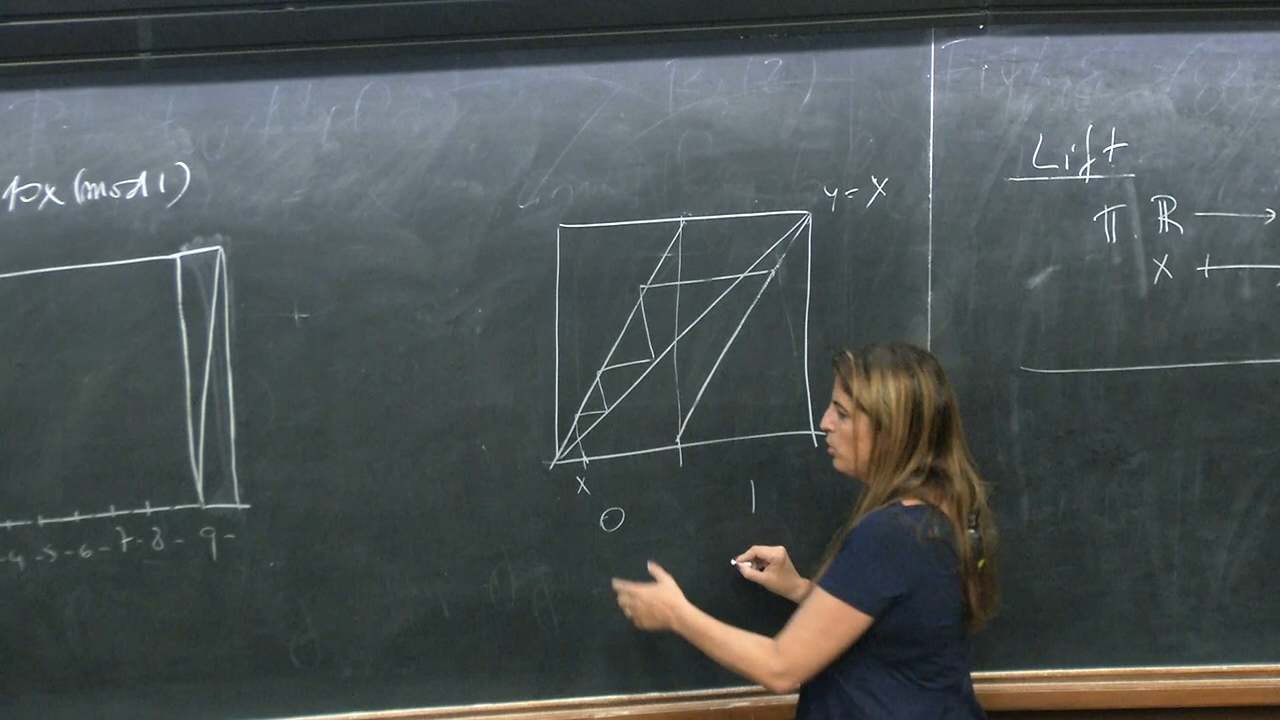 10x (mod 1)
-4-5-6-7-8-9-
y = x
x
0 1
Lift
π: ℝ ⟶
x ⟼